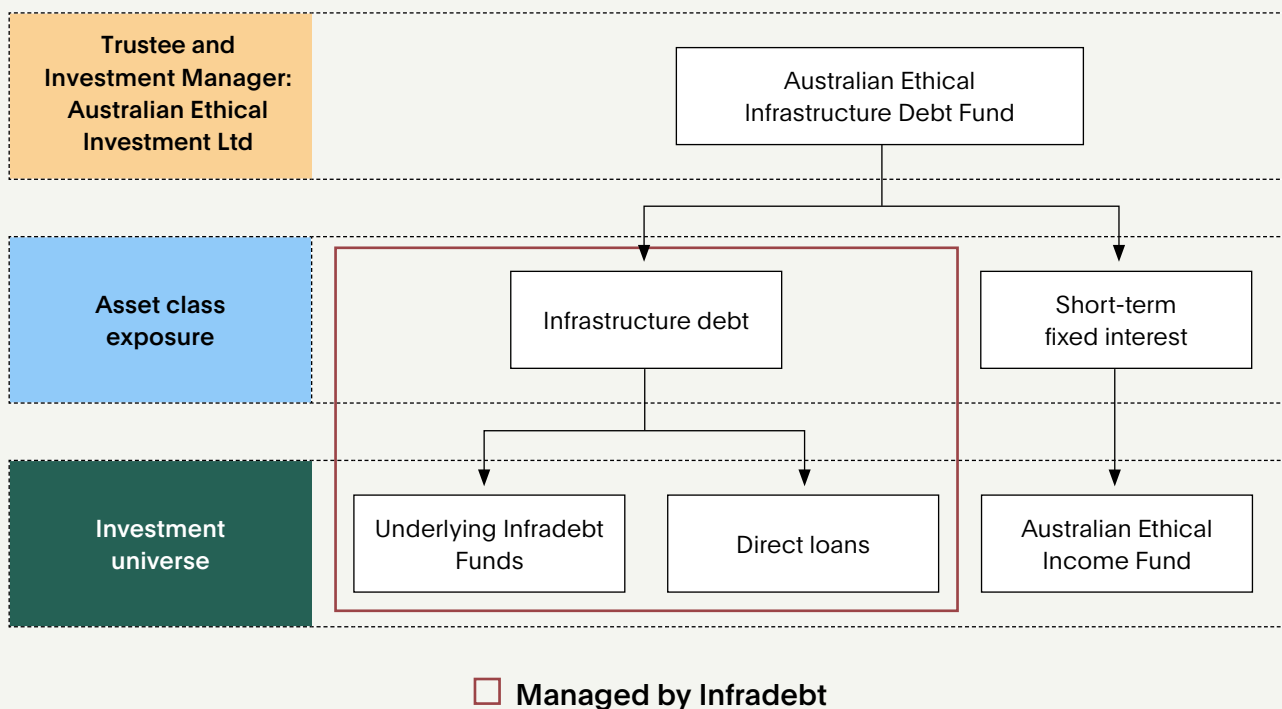 Trustee and
Investment Manager:
Australian Ethical
Investment Ltd
Australian Ethical
Infrastructure Debt Fund
Asset class
exposure
Infrastructure debt
Short-term
fixed interest
Investment
universe
Underlying Infradebt
Funds
Direct loans
Australian Ethical
Income Fund
Managed by Infradebt